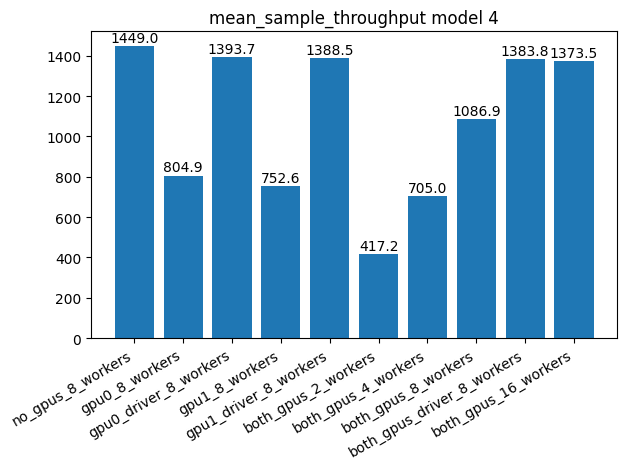 mean_sample_throughput model 4
1400
1200
1000
800
600
400
200
0
1449.0
804.9
1393.7
752.6
1388.5
417.2
705.0
1086.9
1383.8
1373.5
no_gpus_8_workers
gpu0_8_workers
gpu0_driver_8_workers
gpu1_8_workers
gpu1_driver_8_workers
both_gpus_2_workers
both_gpus_4_workers
both_gpus_8_workers
both_gpus_driver_8_workers
both_gpus_16_workers